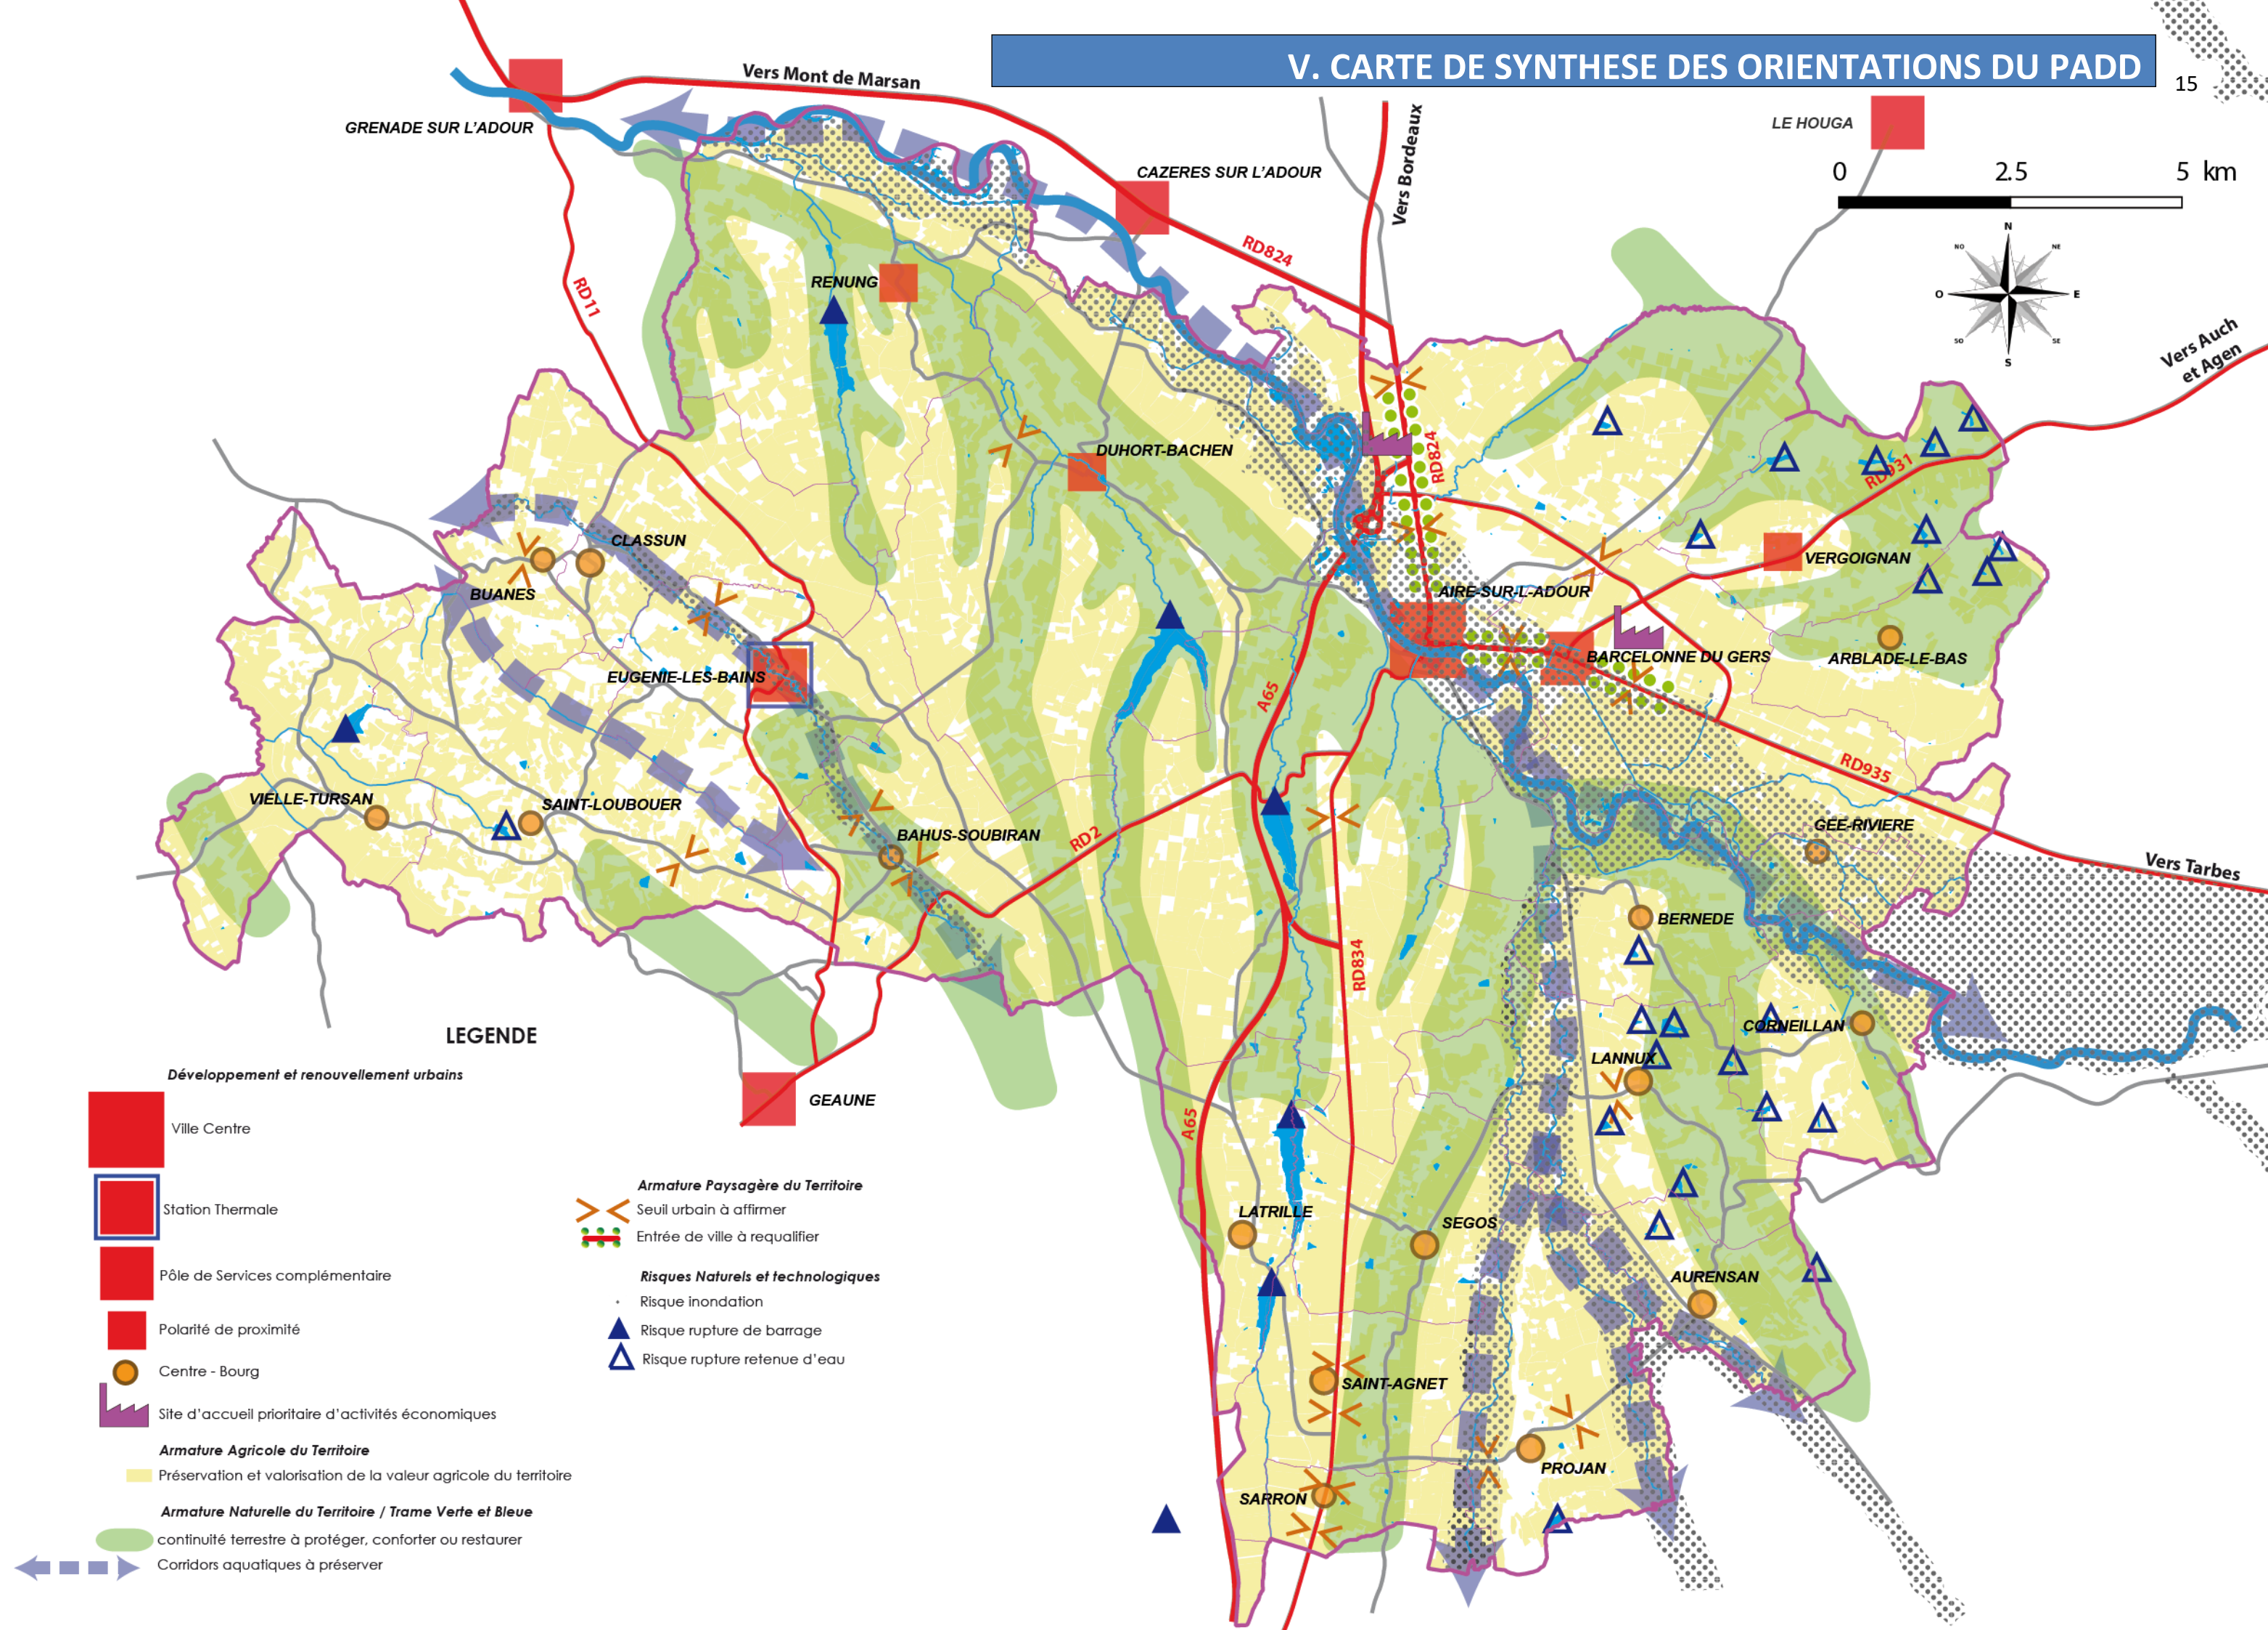 V. CARTE DE SYNTHESE DES ORIENTATIONS DU PADD
15
Vers Mont de Marsan
GRENADE SUR L'ADOUR
LE HOUGA
CAZERES SUR L'ADOUR
Vers Bordeaux
0 2.5 5 km
N
NO NE
O E
SO SE
S
RD824
RD11
RENUNG
Vers Auch
et Agen
DUHORT-BACHEN
RD824
RD931
CLASSUN
BUANES
VERGOIGNAN
AIRE-SUR-L-ADOUR
BARCELONNE DU GERS
ARBLADE-LE-BAS
EUGENIE-LES-BAINS
A65
RD935
VIELLE-TURSAN
SAINT-LOUBOUER
BAHUS-SOUBIRAN
RD2
GEE-RIVIERE
Vers Tarbes
BERNEDE
RD834
CORNEILLAN
LANNUX
GEAUNE
A65
LATRILLE
SEGOS
AURENSAN
SAINT-AGNET
PROJAN
SARRON
LEGENDE
Développement et renouvellement urbains
Ville Centre
Station Thermale
Pôle de Services complémentaire
Polarité de proximité
Centre - Bourg
Site d'accueil prioritaire d'activités économiques
Armature Agricole du Territoire
Préservation et valorisation de la valeur agricole du territoire
Armature Naturelle du Territoire / Trame Verte et Bleue
continuité terrestre à protéger, conforter ou restaurer
Corridors aquatiques à préserver
Armature Paysagère du Territoire
Seuil urbain à affirmer
Entrée de ville à requalifier
Risques Naturels et technologiques
Risque inondation
Risque rupture de barrage
Risque rupture retenue d'eau